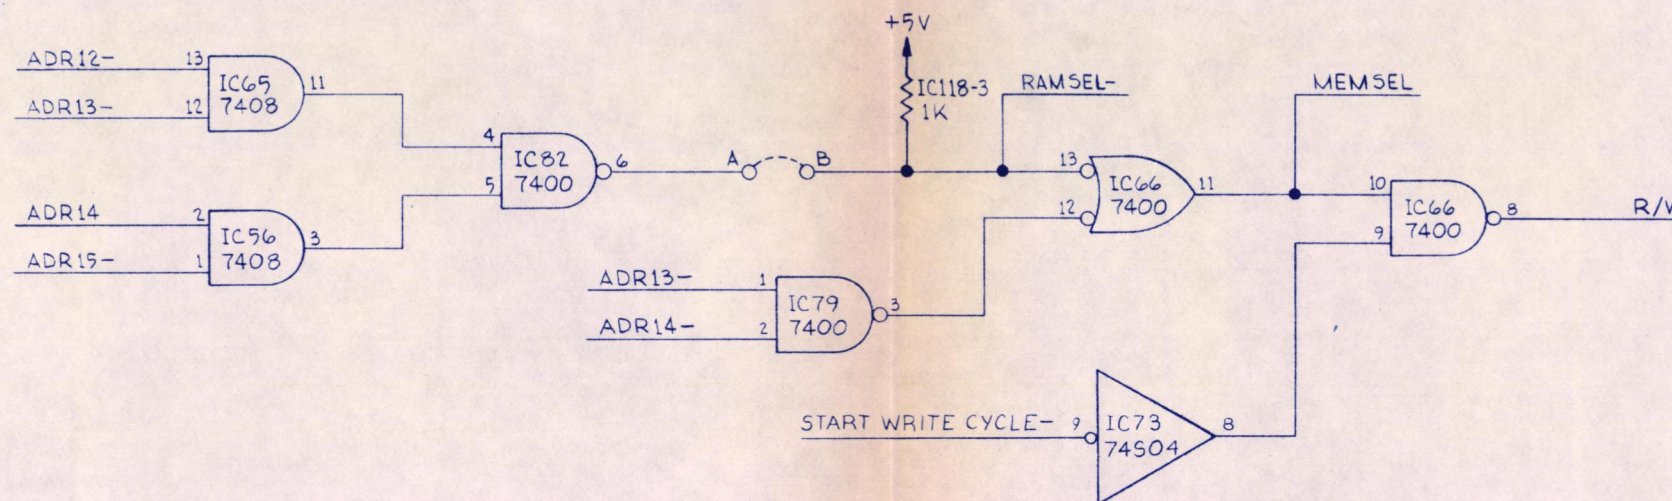 +5V
ADR12-
13
IC65
7408
11
ADR13-
12
IC118-3
1K
RAMSEL-
MEMSEL
4
IC82
7400
6
5
A
B
13
IC66
7400
11
12
10
IC66
7400
8
9
R/
ADR14
2
IC56
7408
3
ADR15-
1
ADR13-
1
IC79
7400
3
ADR14-
2
START WRITE CYCLE-
9
IC73
74S04
8